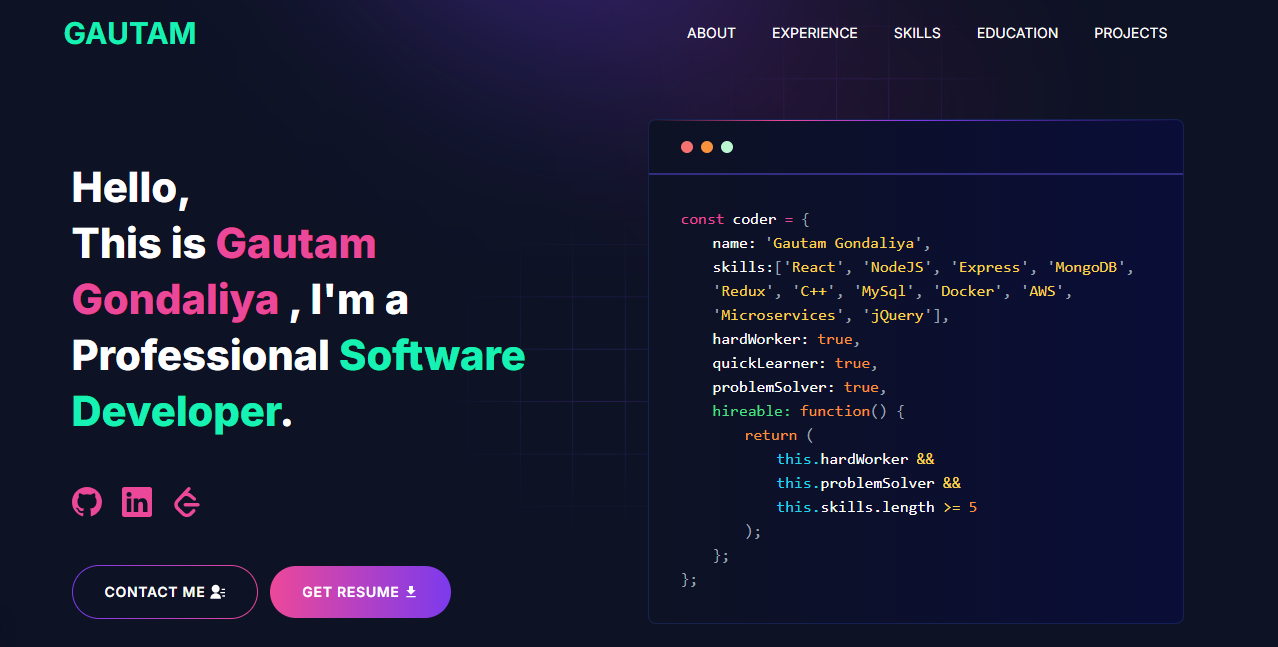 GAUTAM
ABOUT EXPERIENCE SKILLS EDUCATION PROJECTS
Hello,
This is Gautam
Gondaliya , I'm a
Professional Software
Developer.
CONTACT ME GET RESUME
const coder = {
name: 'Gautam Gondaliya',
skills:['React', 'NodeJS', 'Express', 'MongoDB',
'Redux', 'C++', 'MySql', 'Docker', 'AWS',
'Microservices', 'jQuery'],
hardWorker: true,
quickLearner: true,
problemSolver: true,
hireable: function() {
return (
this.hardWorker &&
this.problemSolver &&
this.skills.length >= 5
);
};
};